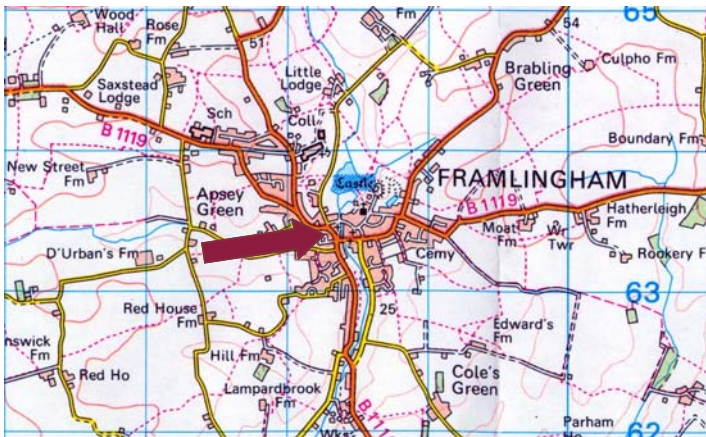 Wood
Hall
Rose
Fm
Fm
54
65
51
Saxstead
Lodge
Little
Lodge
Brabling
Green
Culpho Fm
Sch
Coll
B 1119
Boundary Fm
New Street
Fm
Castle
FRAMLINGHAM
Apsey
Green
B 1119
Hatherleigh
Fm
Moat
Fm
Wr
Twr
D'Urban's Fm
Cemy
Rookery F
63
Red House
Fm
25
nswick
Fm
Hill Fm
Edward's
Fm
Red Ho
Cole's
Green
Lampardbrook
Fm
Wks
B 11
Parham
62